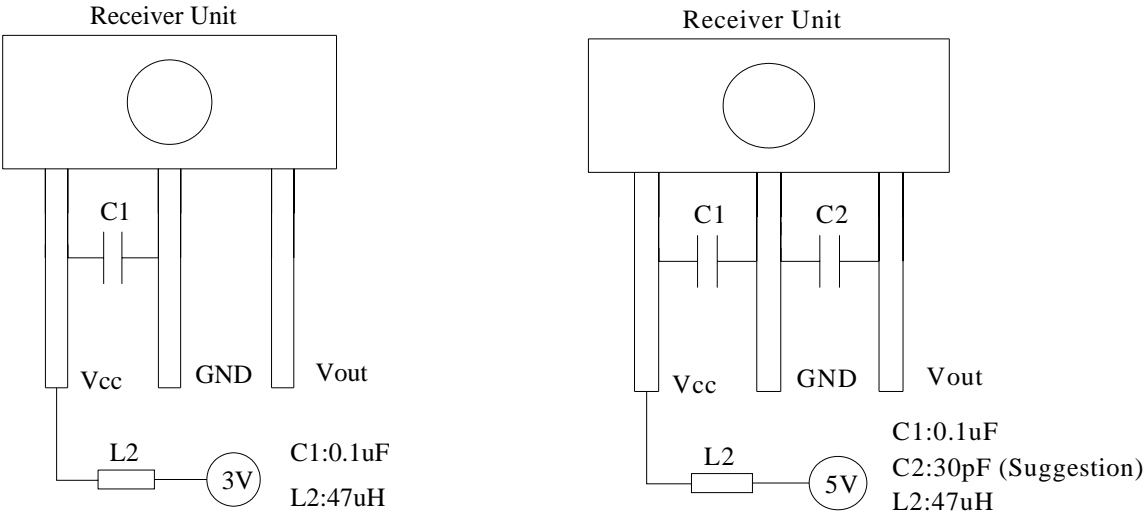 Receiver Unit
C1
Vcc
GND
Vout
L2
3V
C1:0.1uF
L2:47uH
Receiver Unit
C1
C2
Vcc
GND
Vout
L2
5V
C1:0.1uF
C2:30pF (Suggestion)
L2:47uH